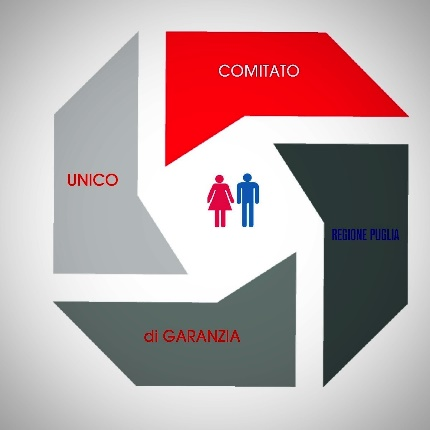 COMITATO
UNICO
di GARANZIA
REGIONE PUGLIA